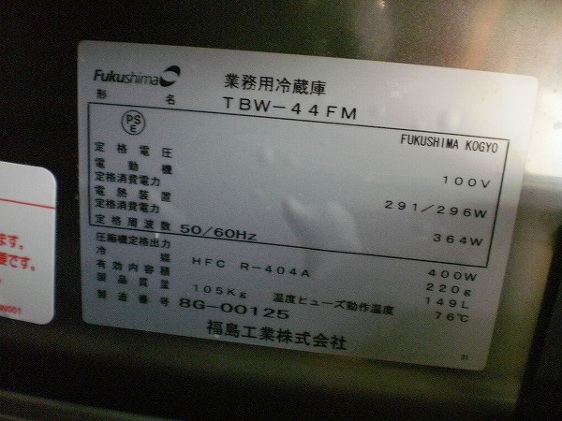 Fukushima
業務用冷蔵庫
形名 TBW-44FM
PS
E
FUKUSHIMA KOGYO
定格電圧 100V
電動機
定格消費電力 291/296W
電熱装置
定格消費電力 364W
定格周波数 50/60Hz
圧縮機定格出力 400W
冷媒 HFC R-404A 220g
有効内容積 149L
製品質量 105Kg 温度ヒューズ動作温度 76℃
製造番号 8G-00125
福島工業株式会社
ます。
要です。